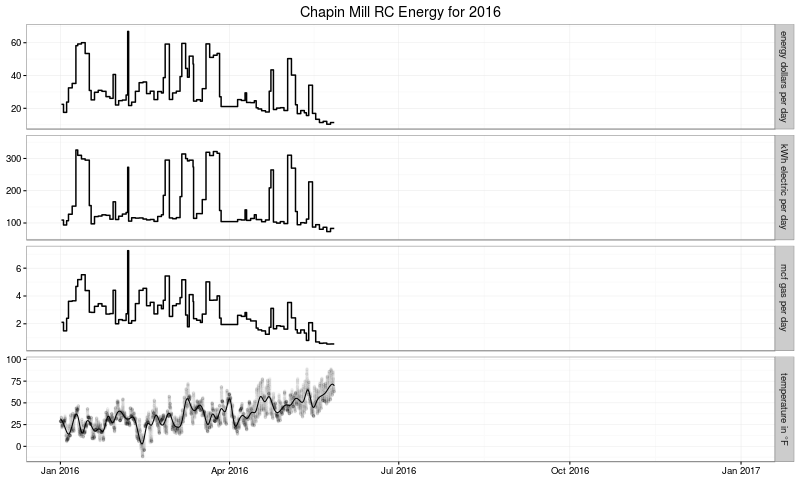 Chapin Mill RC Energy for 2016
60
40
20
energy dollars per day
300
200
100
kWh electric per day
6
4
2
mcf gas per day
100
75
50
25
0
temperature in °F
Jan 2016 Apr 2016 Jul 2016 Oct 2016 Jan 2017